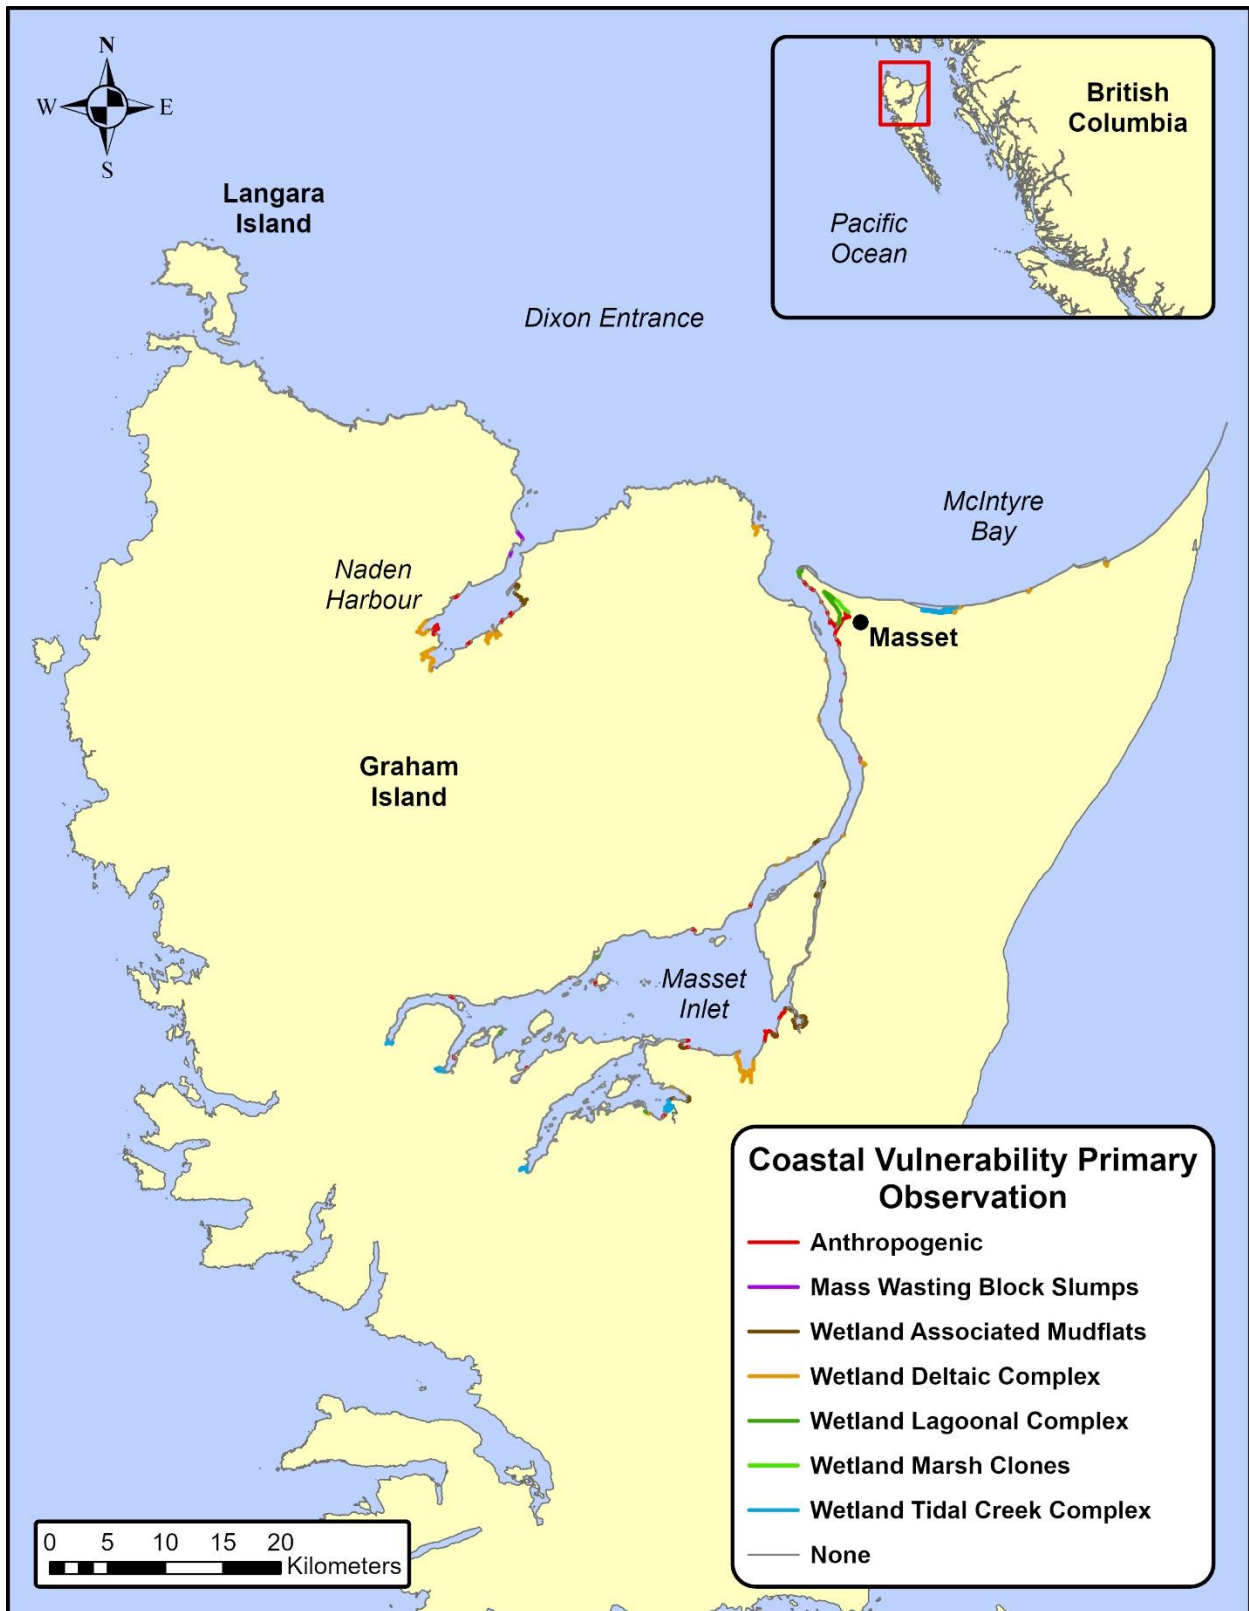 N
W
E
S
British
Columbia
Pacific
Ocean
Langara
Island
Dixon Entrance
McIntyre
Bay
Naden
Harbour
Masset
Graham
Island
Masset
Inlet
Coastal Vulnerability Primary
Observation
Anthropogenic
Mass Wasting Block Slumps
Wetland Associated Mudflats
Wetland Deltaic Complex
Wetland Lagoonal Complex
Wetland Marsh Clones
Wetland Tidal Creek Complex
None
0 5 10 15 20
Kilometers